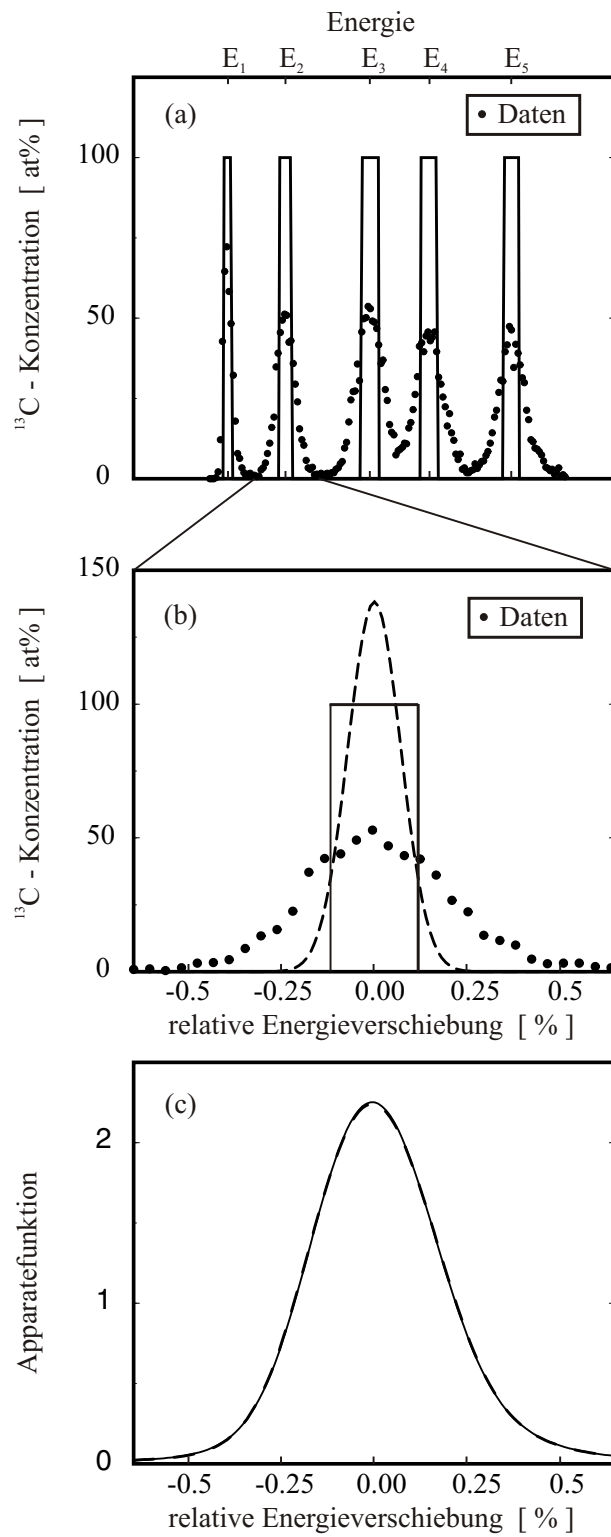 Energie
E₁ E₂ E₃ E₄ E₅
(a)
• Daten
¹³C - Konzentration [ at% ]
100
50
0
(b)
• Daten
¹³C - Konzentration [ at% ]
150
100
50
0
-0.5 -0.25 0.00 0.25 0.5
relative Energieverschiebung [ % ]
(c)
Apparatefunktion
2
1
0
-0.5 -0.25 0.00 0.25 0.5
relative Energieverschiebung [ % ]